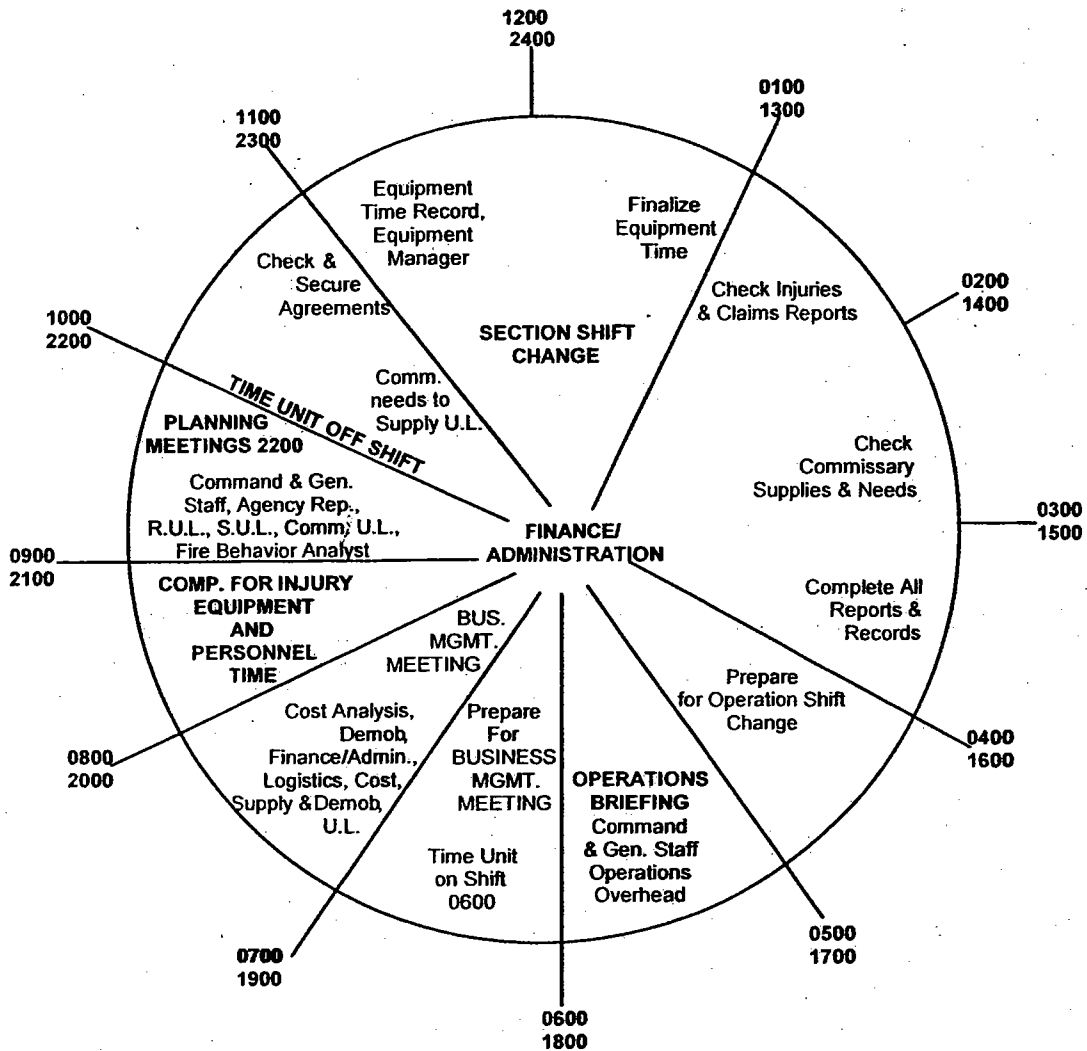 1200
2400
0100
1300
1100
2300
Equipment
Time Record,
Equipment
Manager
Finalize
Equipment
Time
Check &
Secure
Agreements
Check Injuries
& Claims Reports
0200
1400
1000
2200
SECTION SHIFT
CHANGE
Comm.
needs to
Supply U.L.
TIME UNIT OFF SHIFT
PLANNING
MEETINGS 2200
Command & Gen.
Staff, Agency Rep.,
R.U.L., S.U.L., Comm, U.L.,
Fire Behavior Analyst
Check
Commissary
Supplies & Needs
0300
1500
FINANCE/
ADMINISTRATION
0900
2100
COMP. FOR INJURY
EQUIPMENT
AND
PERSONNEL
TIME
BUS.
MGMT.
MEETING
Complete All
Reports &
Records
Prepare
for Operation Shift
Change
0400
1600
0800
2000
Cost Analysis,
Demob,
Finance/Admin.,
Logistics, Cost,
Supply & Demob,
U.L.
Prepare
For
BUSINESS
MGMT.
MEETING
Time Unit
on Shift
0600
OPERATIONS
BRIEFING
Command
& Gen. Staff
Operations
Overhead
0500
1700
0700
1900
0600
1800